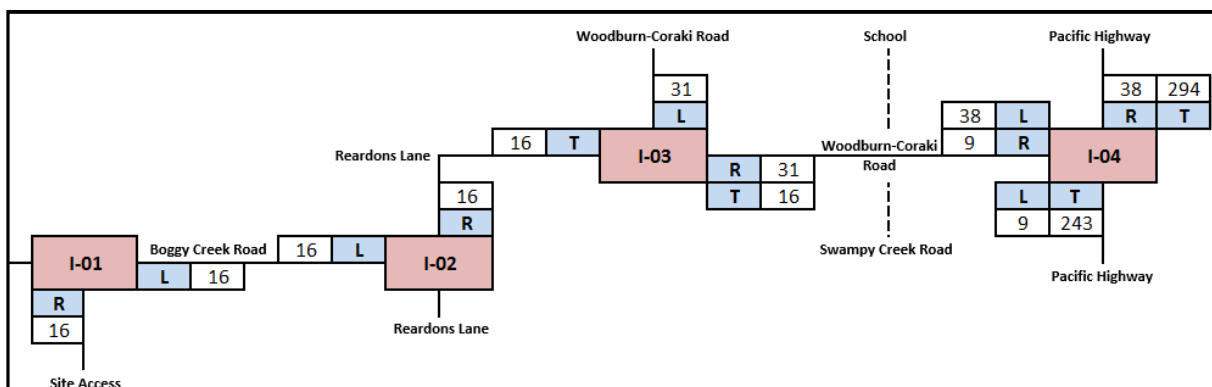 Woodburn-Coraki Road
School
Pacific Highway
31
38 294
L
38 L
R T
16 T
I-03
Woodburn-Coraki
Road
9 R
I-04
Reardons Lane
R 31
16
T 16
L T
R
9 243
Boggy Creek Road
16 L
I-02
Swampy Creek Road
I-01
L 16
Pacific Highway
R
16
Reardons Lane
Site Access